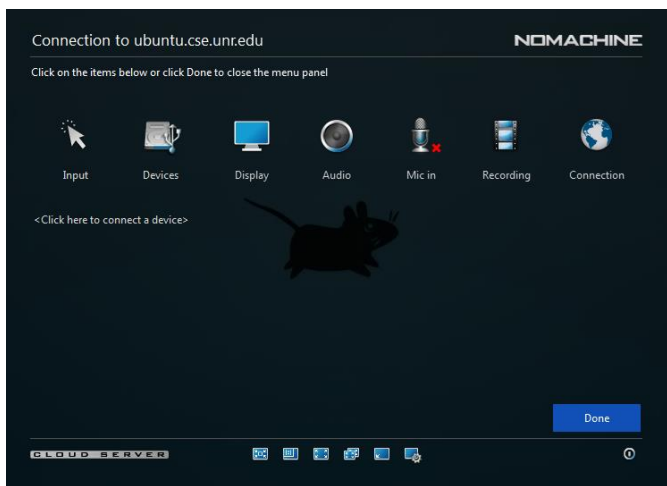 Connection to ubuntu.cse.unr.edu
NOMACHINE
Click on the items below or click Done to close the menu panel
Input Devices Display Audio Mic in Recording Connection
<Click here to connect a device>
Done
CLOUD SERVER